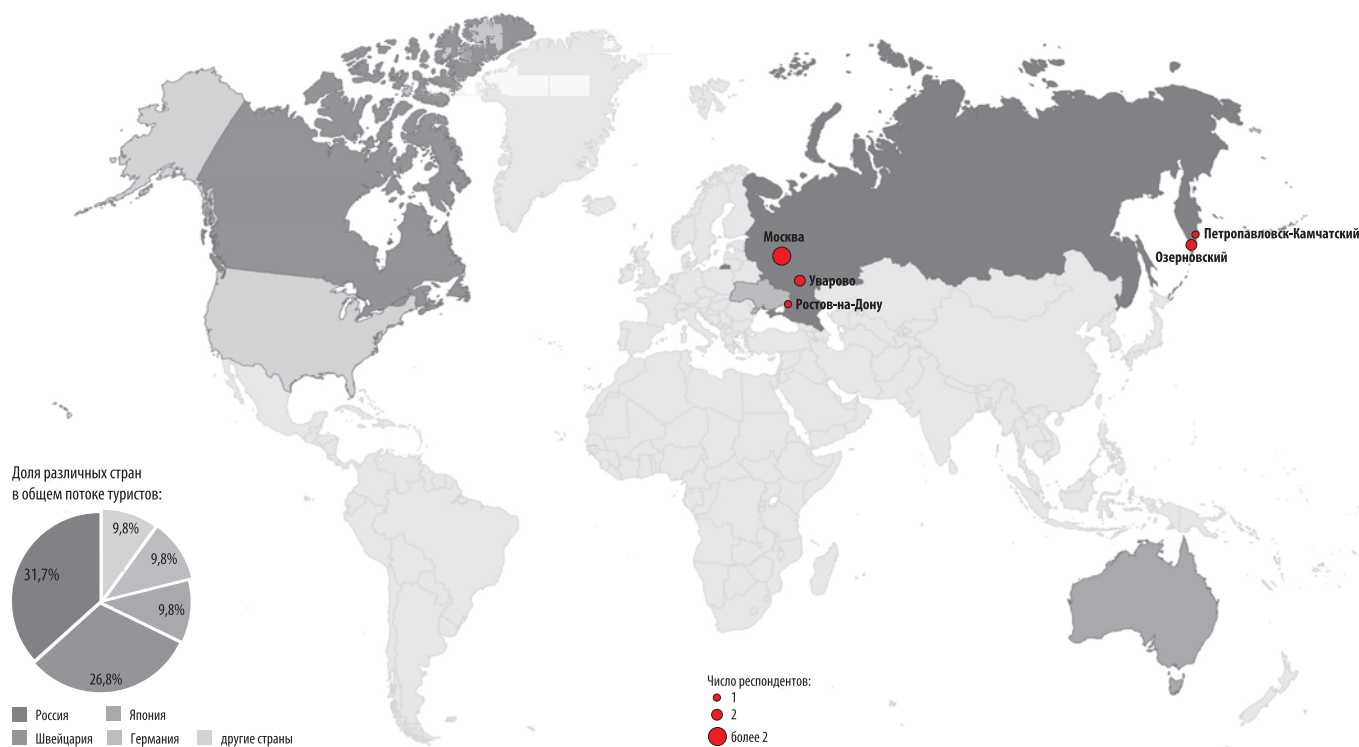 Москва
Петропавловск-Камчатский
Озерновский
Уварово
Ростов-на-Дону
Доля различных стран
в общем потоке туристов:
9,8%
9,8%
31,7%
9,8%
26,8%
Россия
Япония
Швейцария
Германия
другие страны
Число респондентов:
1
2
более 2